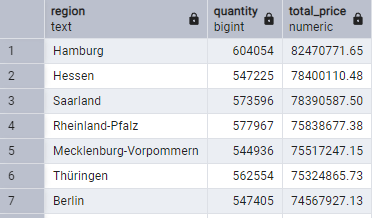 region quantity total_price
text bigint numeric
1 Hamburg 604054 82470771.65
2 Hessen 547225 78400110.48
3 Saarland 573596 78390587.50
4 Rheinland-Pfalz 577967 75838677.38
5 Mecklenburg-Vorpommern 544936 75517247.15
6 Thüringen 562554 75324865.73
7 Berlin 547405 74567927.13